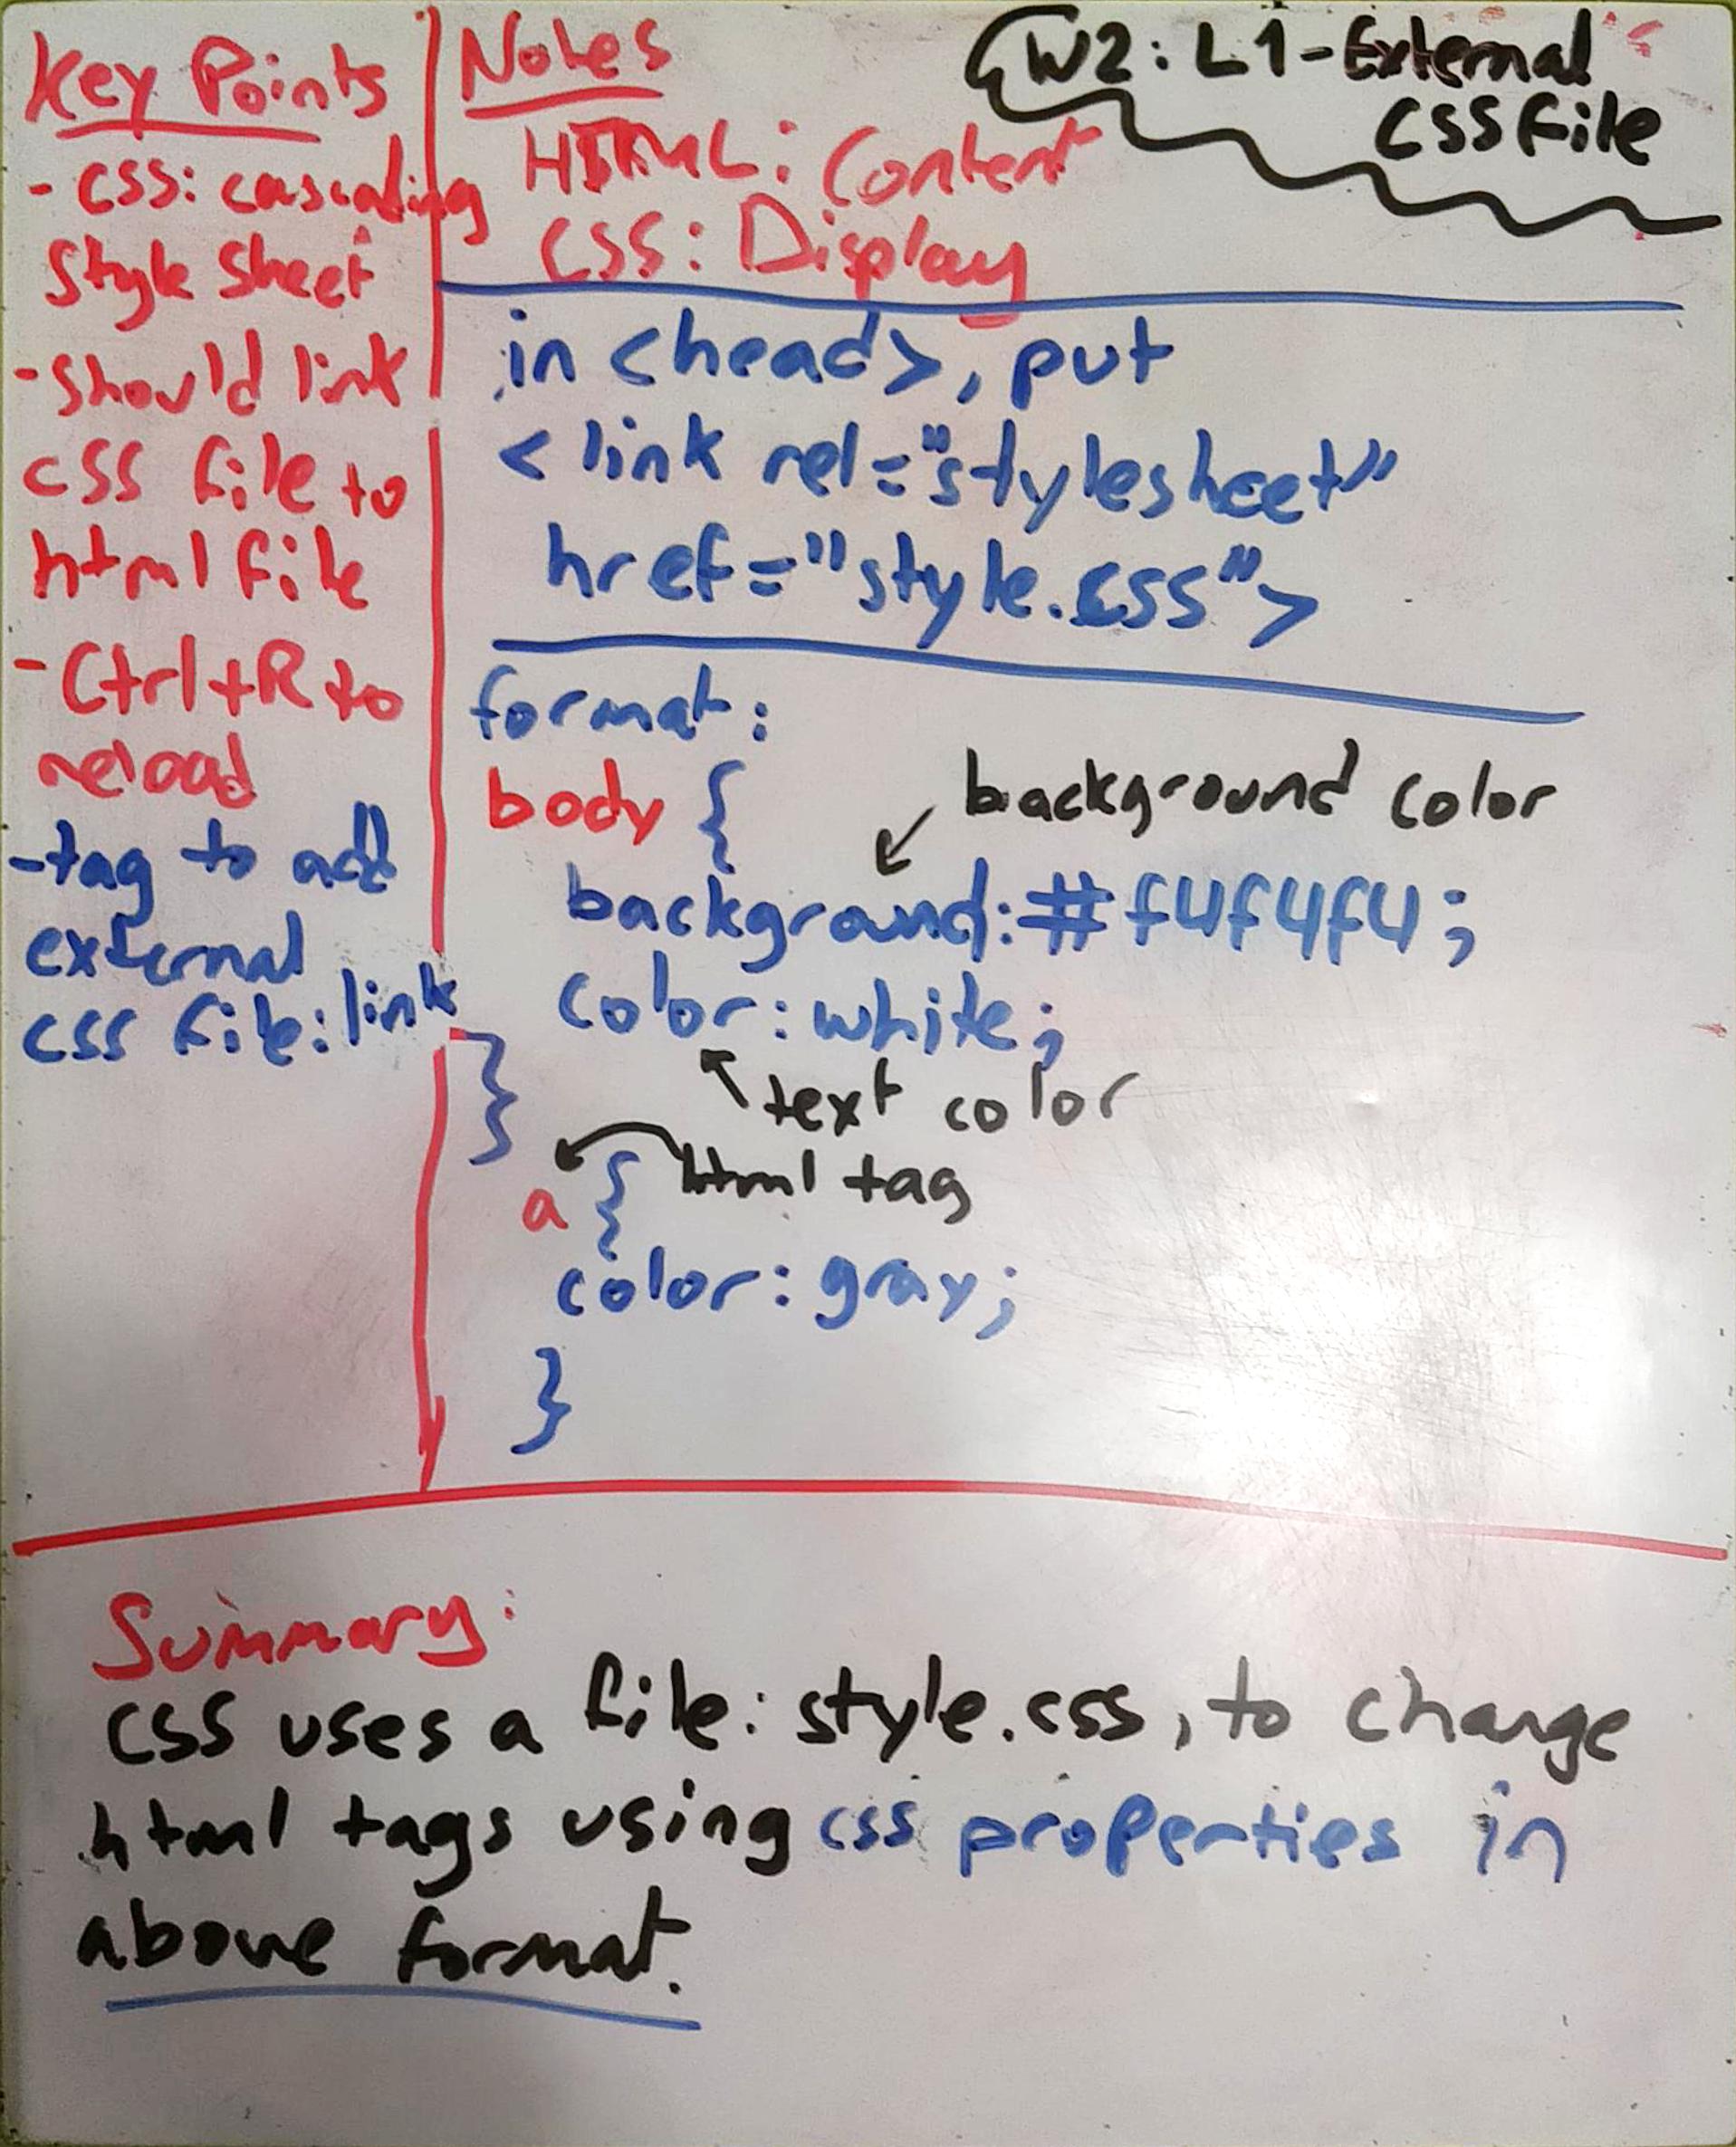 W2: L1-External
CSS file
Key Points
- CSS: cascading
Style Sheet
- Should link
css file to
html file
- Ctrl+R to
reload
- tag to add
external
css file: link
Notes
HTML: Content
CSS: Display
in <head>, put
<link rel="stylesheet"
href="style.css">
format:
body {
background color
background: #f4f4f4;
color: white;
text color
}
html tag
a {
color: gray;
}
Summary:
CSS uses a file: style.css, to change
html tags using css properties in
above format.